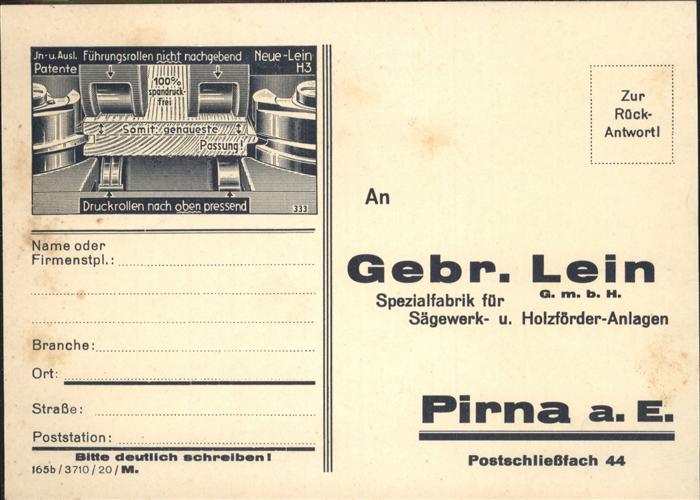 Jn-u. Ausl. Führungsrollen nicht nachgebend Neue-Lein
Patente H3
100%
spandruck-
frei
Somit genaueste
Passung!
Druckrollen nach oben pressend 333
Name oder
Firmenstpl.:
Branche:
Ort:
Straße:
Poststation:
Bitte deutlich schreiben!
165b/3710/20/M.
Zur
Rück-
Antwort!
An
Gebr. Lein
G. m. b. H.
Spezialfabrik für
Sägewerk- u. Holzförder-Anlagen
Pirna a. E.
Postschließfach 44